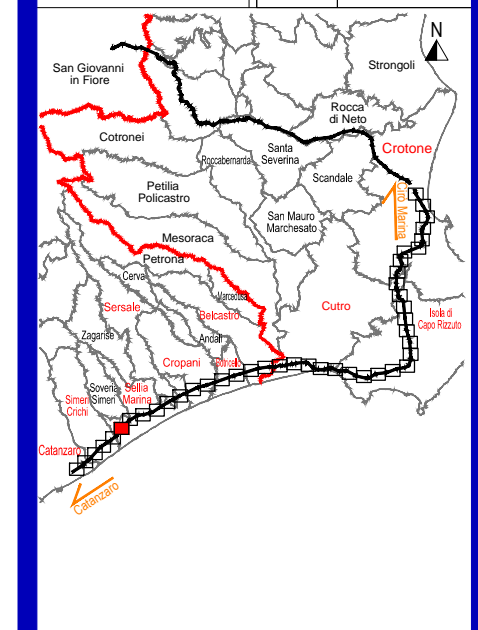 N
Strongoli
San Giovanni
in Fiore
Rocca
di Neto
Cotronei
Crotone
Santa
Severina
Roccabernarda
Scandale
Petilia
Policastro
Cirò Marina
San Mauro
Marchesato
Mesoraca
Petrona
Cerva
Marcedusa
Sersale
Cutro
Belcastro
Isola di
Capo Rizzuto
Andali
Zagarise
Cropani
Botricell
Soveria
Simeri
Sellia
Marina
Simeri
Crichi
Catanzaro
Catanzaro